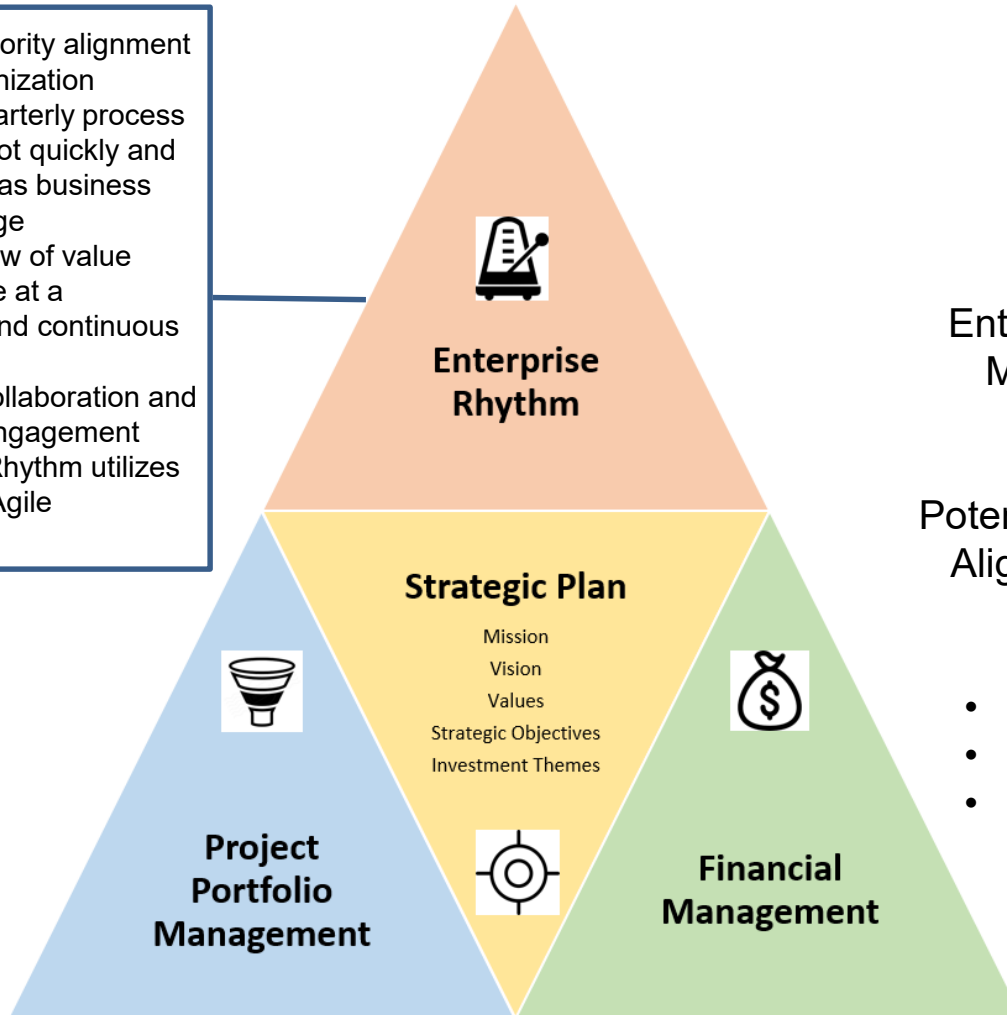 ority alignment
nization
arterly process
ot quickly and
as business
ge
w of value
e at a
nd continuous
ollaboration and
ngagement
Rhythm utilizes
Agile
Enterprise
Rhythm
Ent
M
Poter
Alig
•
•
•
Strategic Plan
Mission
Vision
Values
Strategic Objectives
Investment Themes
$
Project
Portfolio
Management
Financial
Management